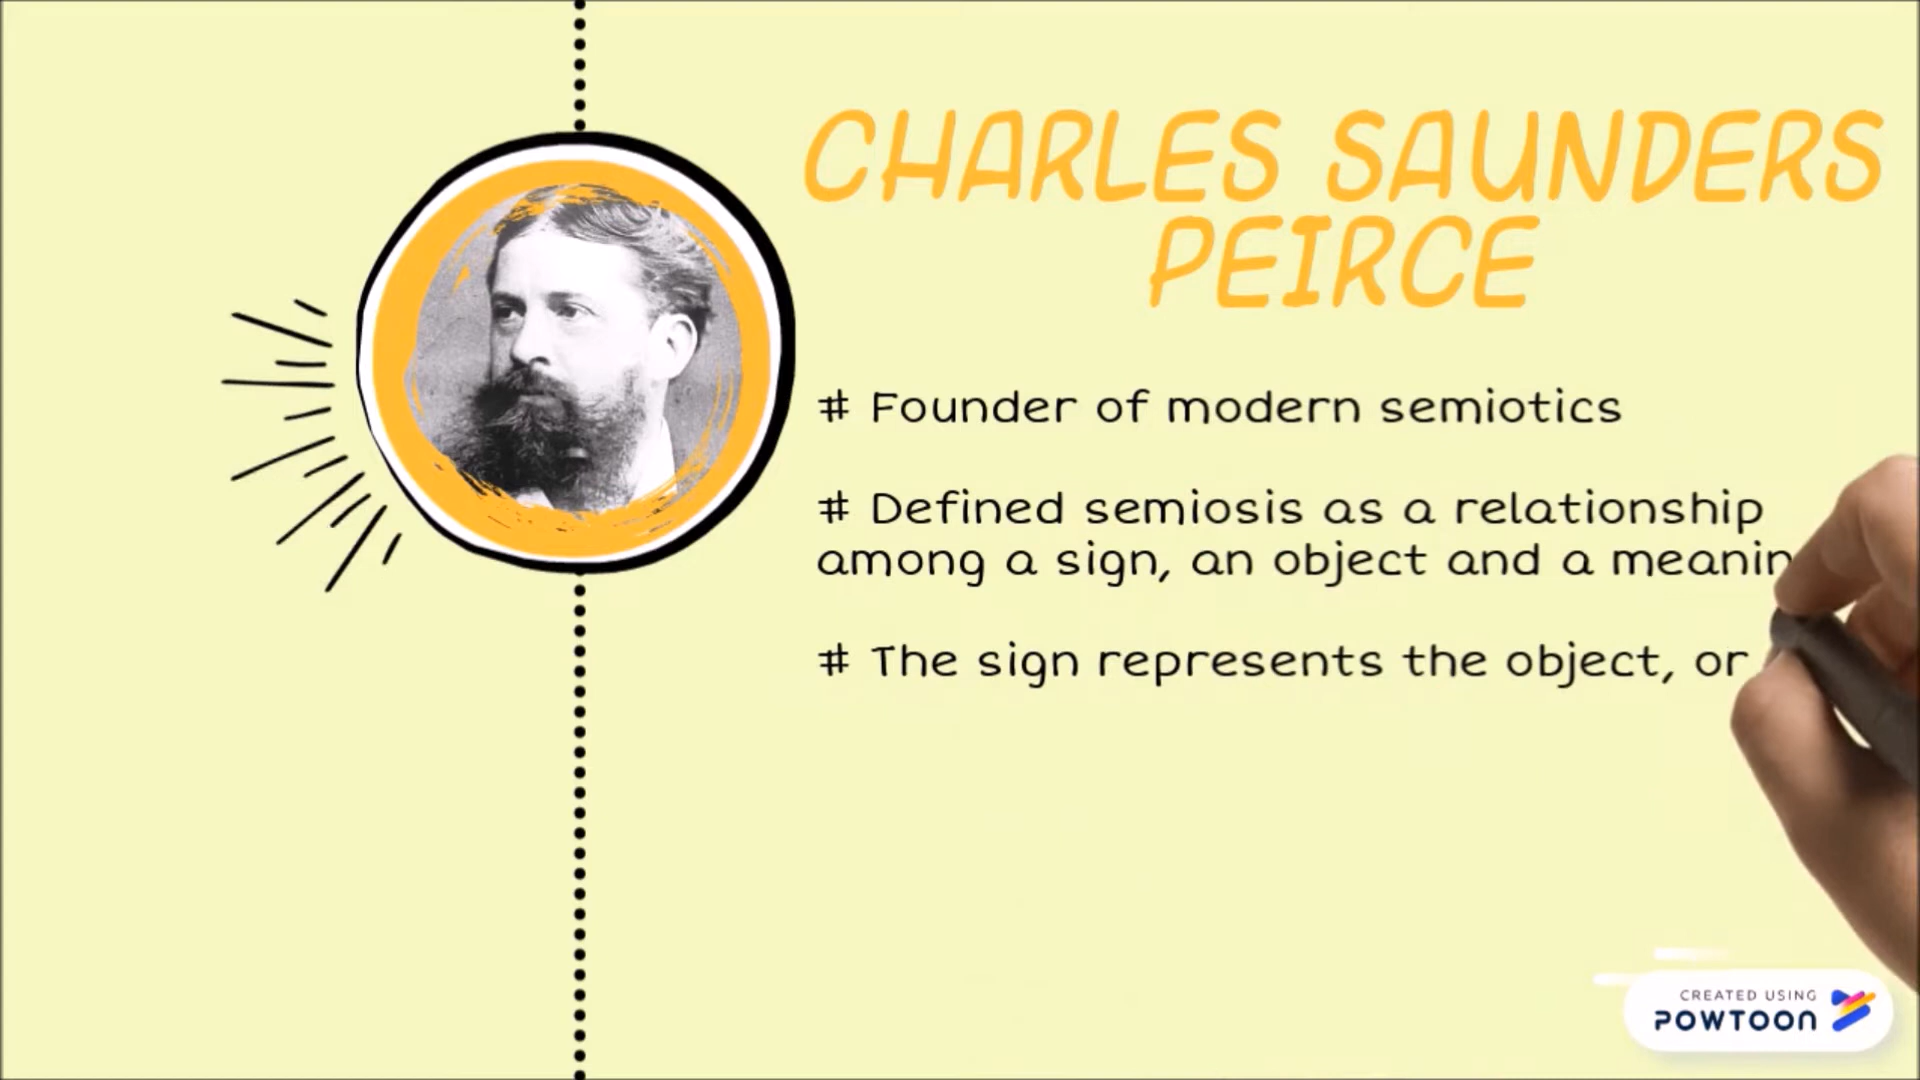 CHARLES SAUNDERS
PEIRCE
# Founder of modern semiotics
# Defined semiosis as a relationship
among a sign, an object and a meanin
# The sign represents the object, or
CREATED USING
POWTOON